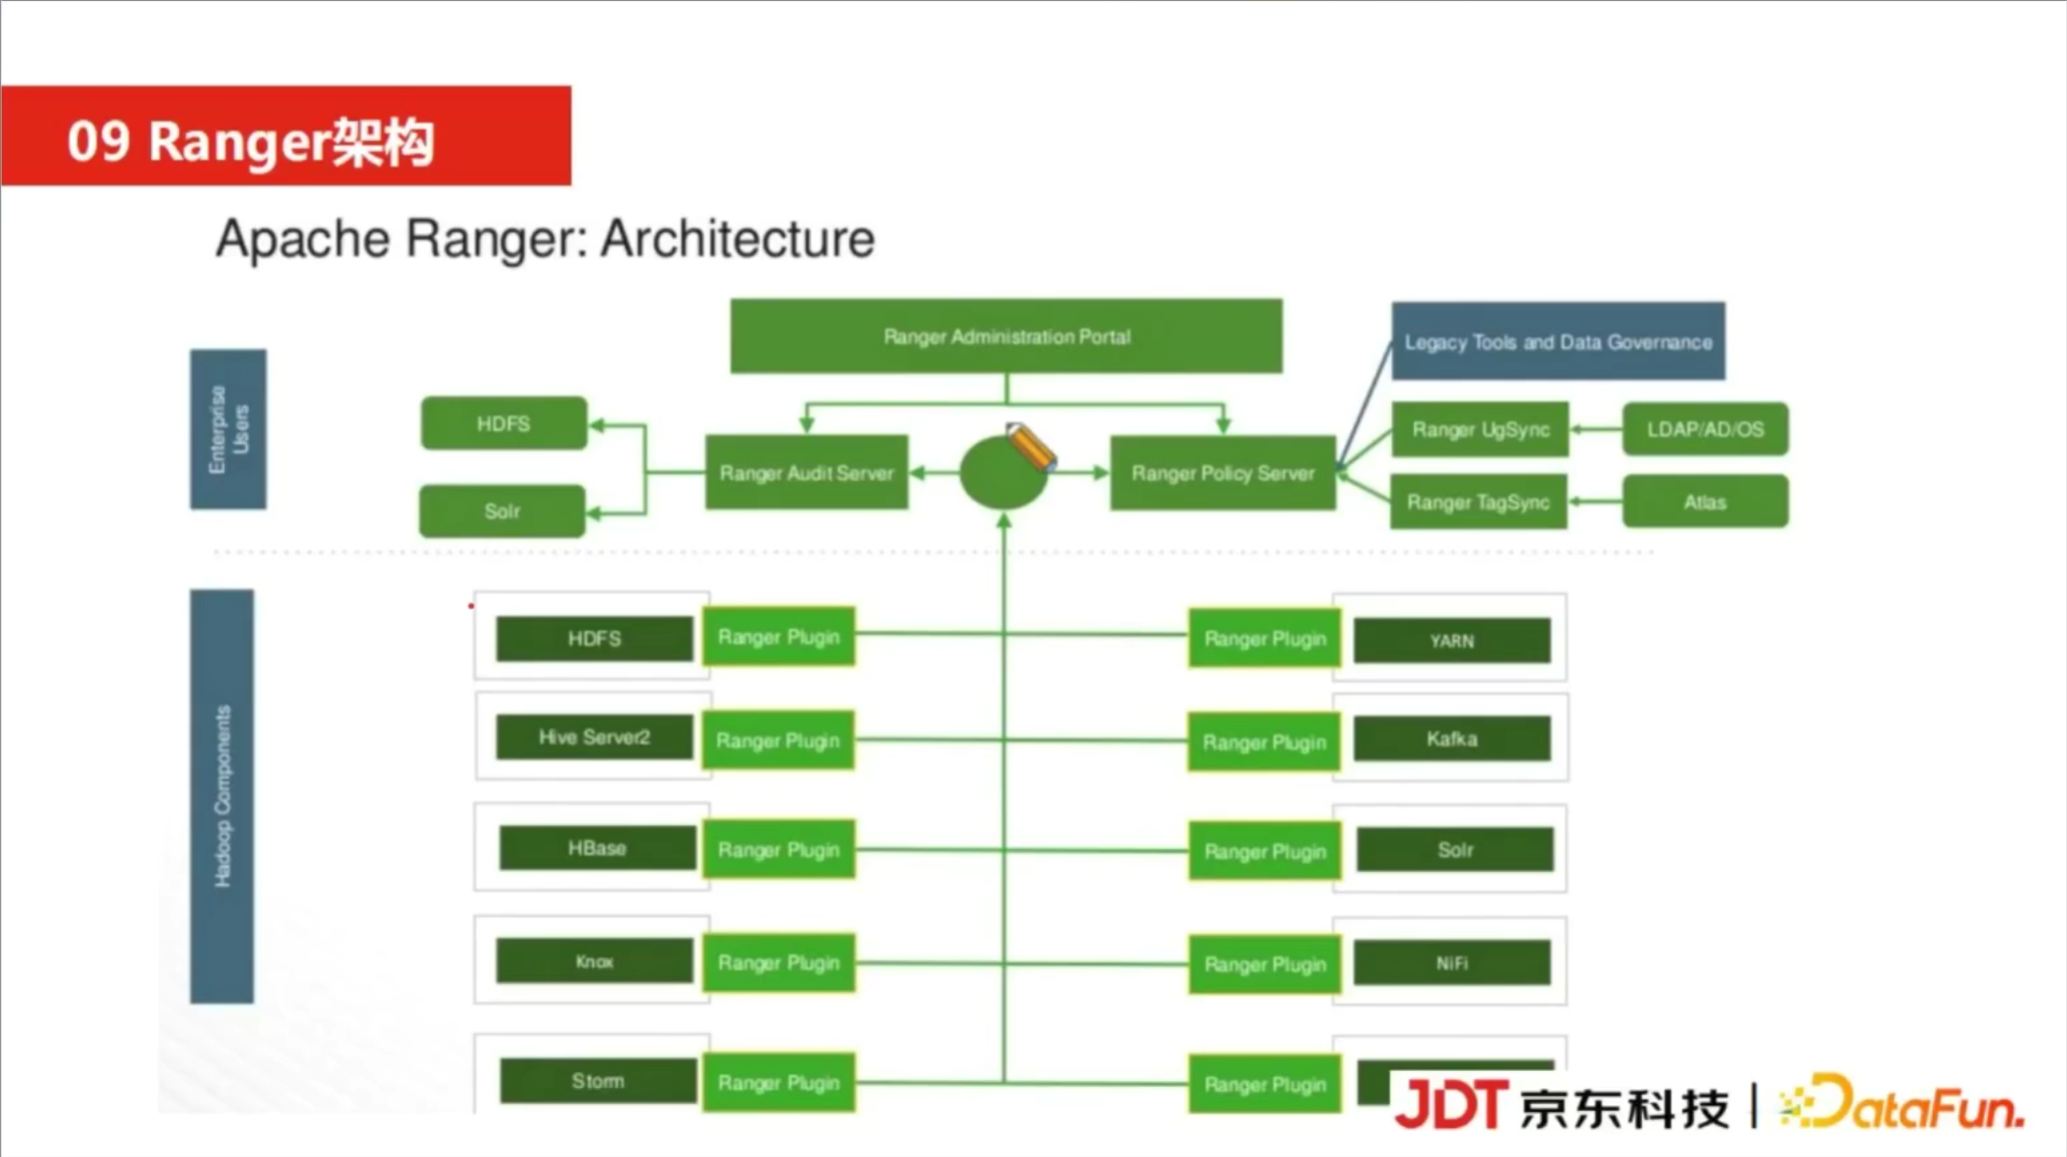 09 Ranger架构
Apache Ranger: Architecture
Ranger Administration Portal
Legacy Tools and Data Governance
Enterprise
Users
HDFS
Solr
Ranger Audit Server
Ranger Policy Server
Ranger UgSync
LDAP/AD/OS
Ranger TagSync
Atlas
Hadoop Components
HDFS
Ranger Plugin
Ranger Plugin
YARN
Hive Server2
Ranger Plugin
Ranger Plugin
Kafka
HBase
Ranger Plugin
Ranger Plugin
Solr
Knox
Ranger Plugin
Ranger Plugin
NiFi
Storm
Ranger Plugin
Ranger Plugin
JDT 京东科技
DataFun.